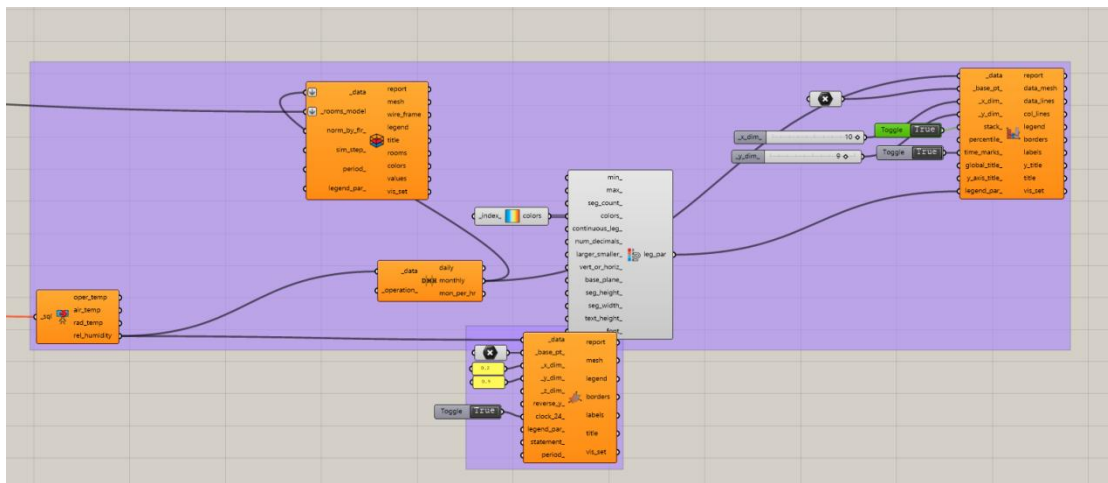 _data
_rooms_model
norm_by_flr_
sim_step_
period_
legend_par_
report
mesh
wire_frame
legend
title
rooms
colors
values
vis_set
_x_dim_
10
_y_dim_
9
Toggle True
Toggle True
_data
_base_pt_
_x_dim_
_y_dim_
stack_
percentile_
time_marks_
global_title_
y_axis_title_
legend_par_
report
data_mesh
data_lines
col_lines
legend
borders
labels
y_title
title
vis_set
_index_ colors
min_
max_
seg_count_
colors_
continuous_leg_
num_decimals_
larger_smaller_
vert_or_horiz_
base_plane_
seg_height_
seg_width_
text_height_
font_
leg_par
_data
_operation_
daily
monthly
mon_per_hr
_sql
oper_temp
air_temp
rad_temp
rel_humidity
Toggle True
_data
_base_pt_
_x_dim_
_y_dim_
_z_dim_
reverse_y_
clock_24_
legend_par_
statement_
period_
report
mesh
legend
borders
labels
title
vis_set